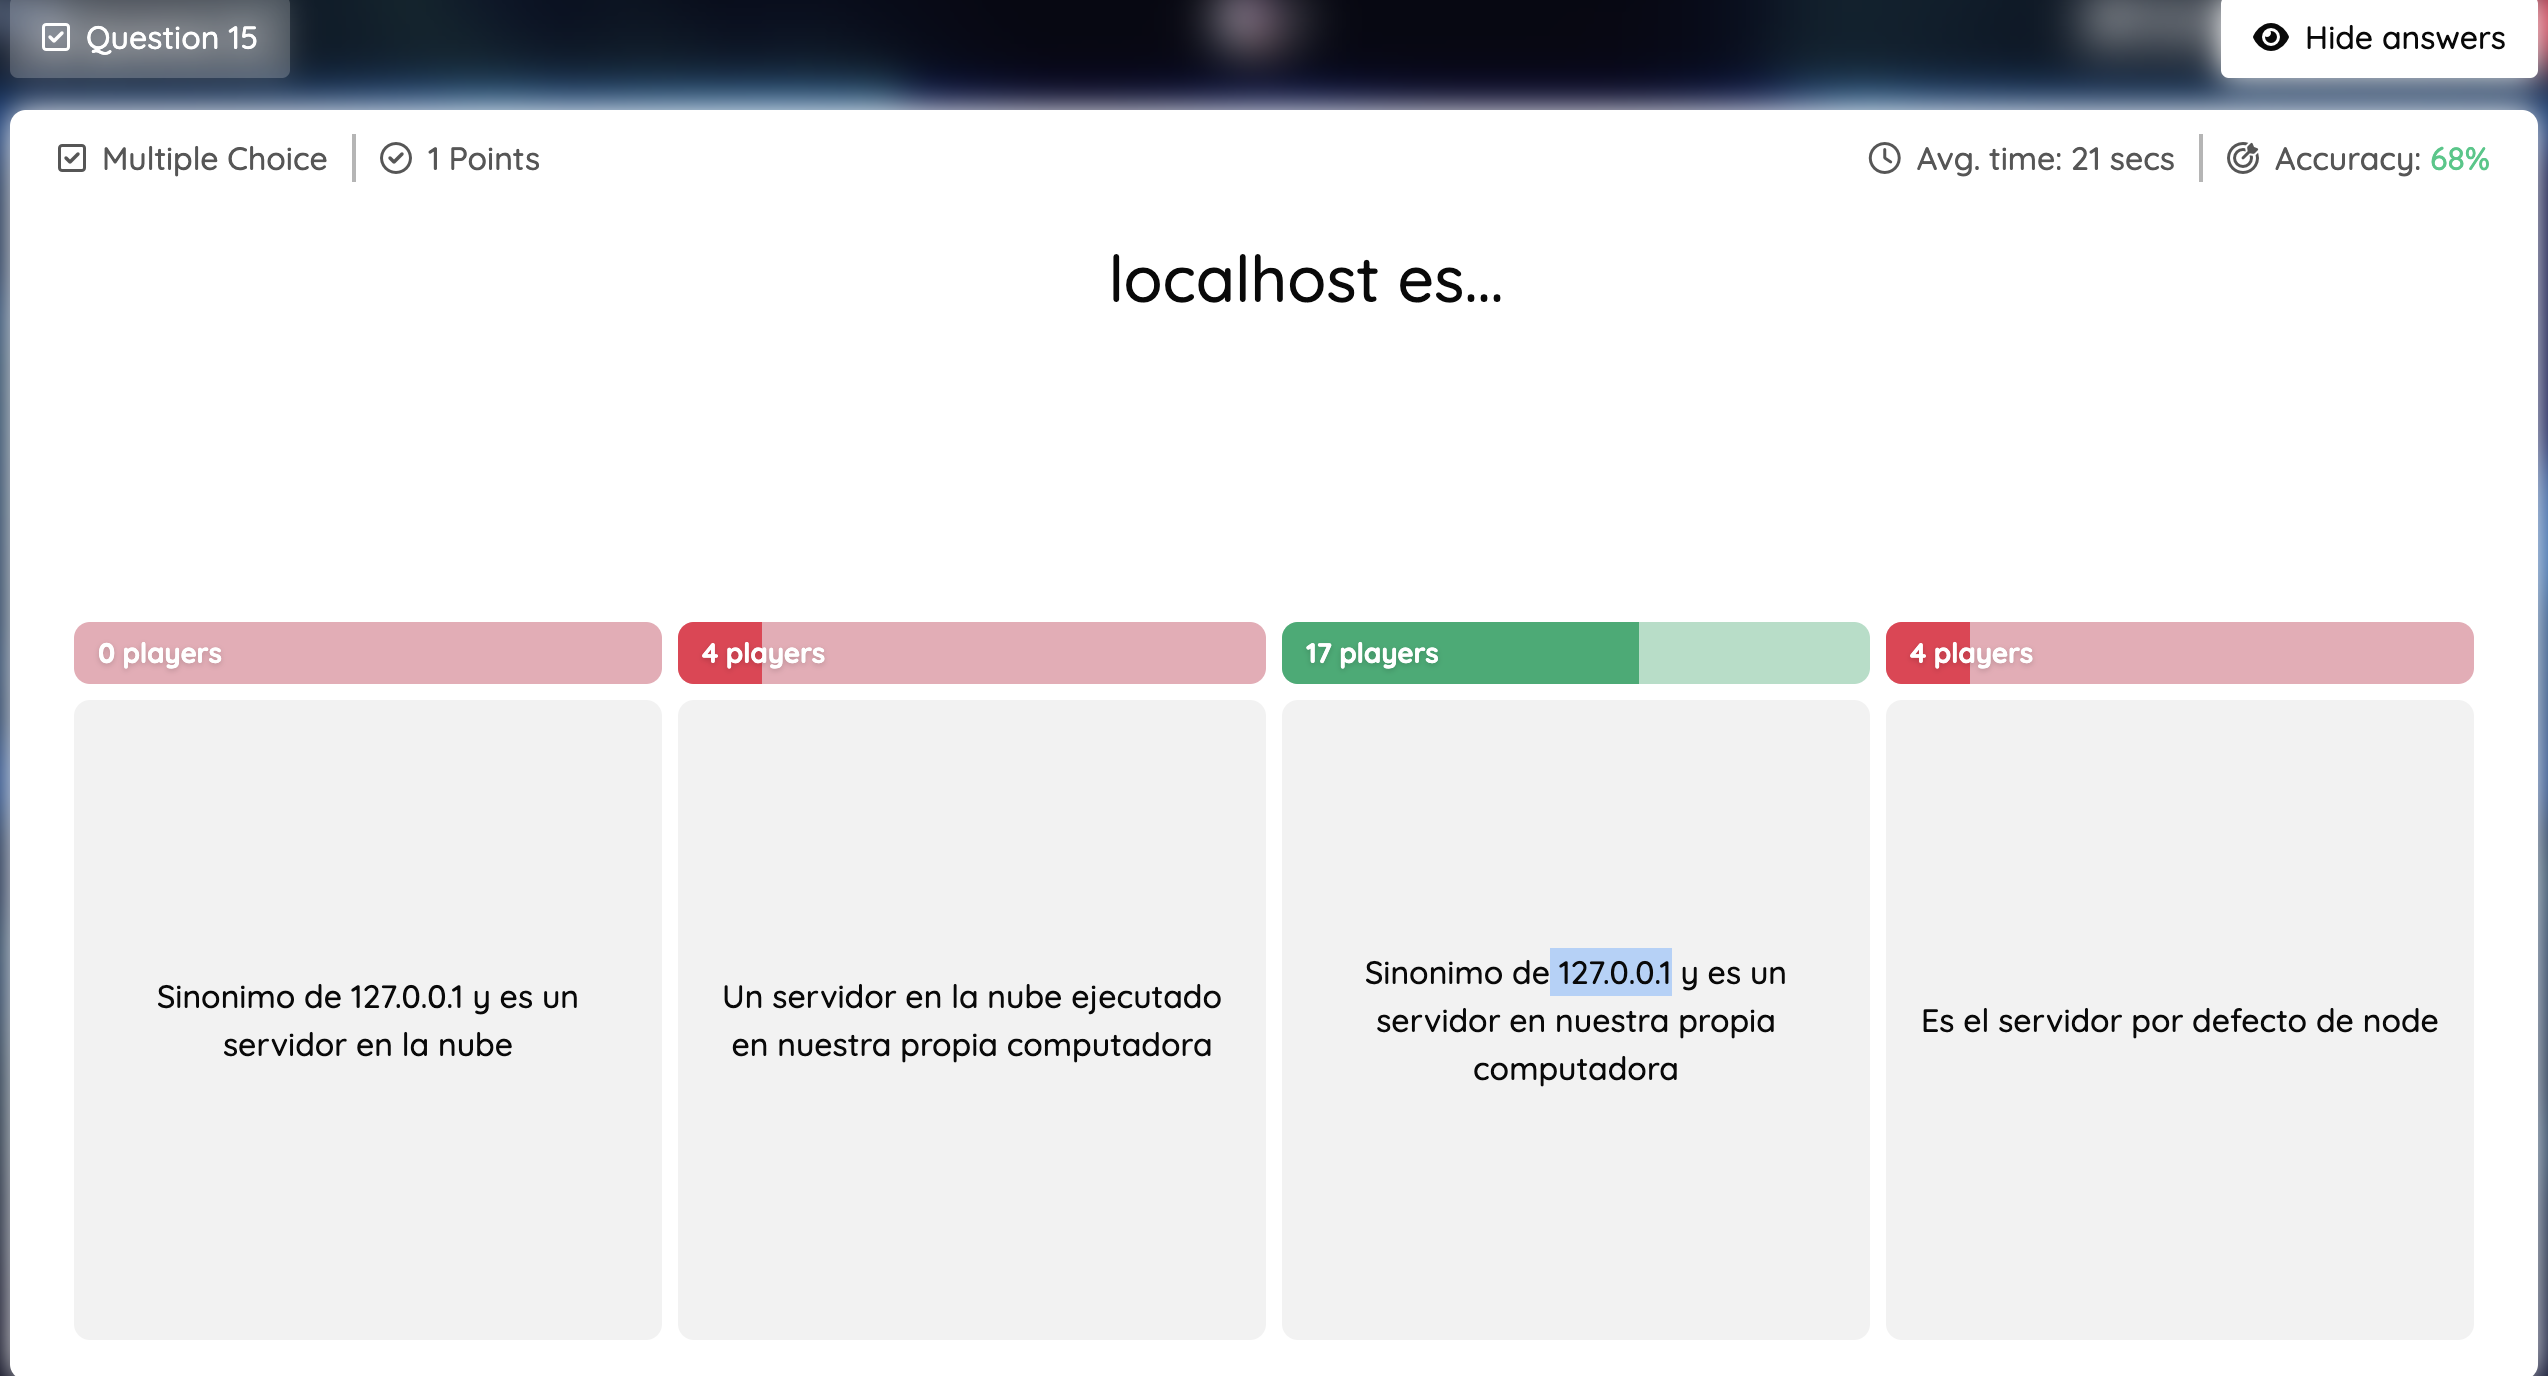 Question 15
Hide answers
Multiple Choice
1 Points
Avg. time: 21 secs
Accuracy: 68%
localhost es...
0 players
4 players
17 players
4 players
Sinonimo de 127.0.0.1 y es un
servidor en la nube
Un servidor en la nube ejecutado
en nuestra propia computadora
Sinonimo de 127.0.0.1 y es un
servidor en nuestra propia
computadora
Es el servidor por defecto de node